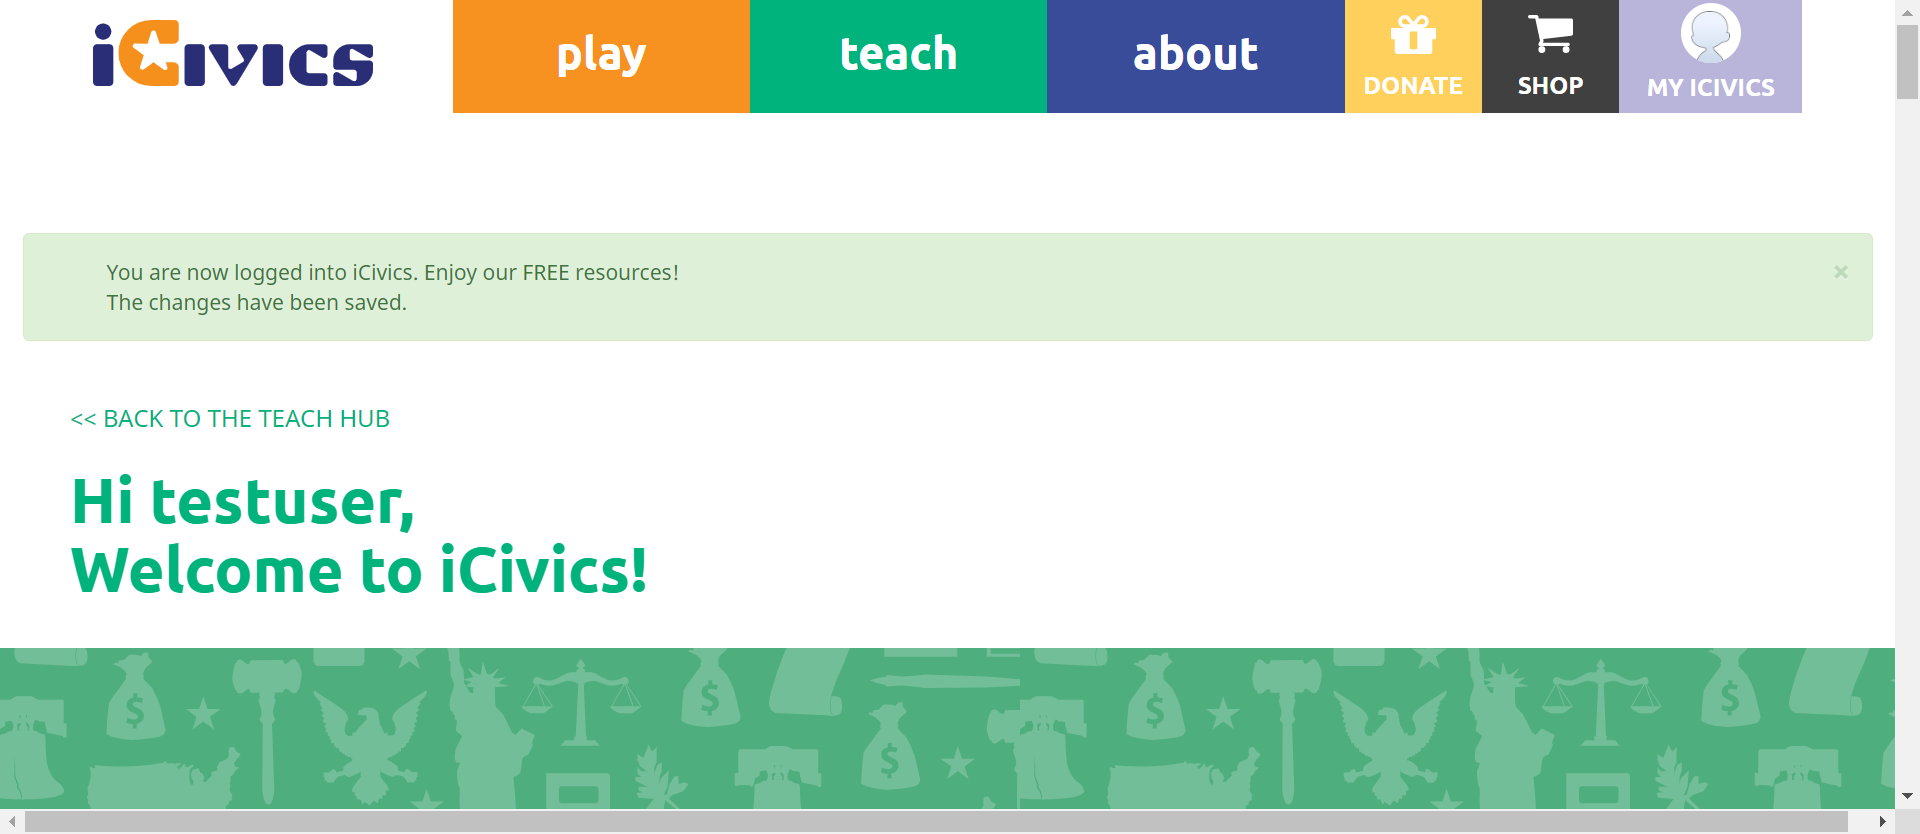 iCivics
play
teach
about
DONATE
SHOP
MY ICIVICS
You are now logged into iCivics. Enjoy our FREE resources!
×
The changes have been saved.
<< BACK TO THE TEACH HUB
Hi testuser,
Welcome to iCivics!
$ $ $ $ $ $